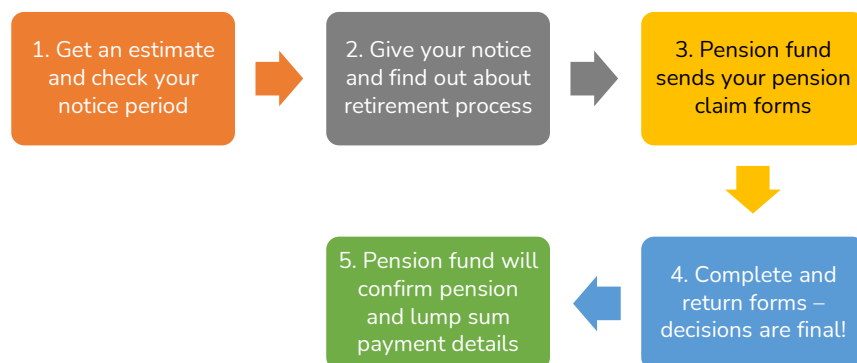 1. Get an estimate
and check your
notice period
2. Give your notice
and find out about
retirement process
3. Pension fund
sends your pension
claim forms
4. Complete and
return forms –
decisions are final!
5. Pension fund will
confirm pension
and lump sum
payment details